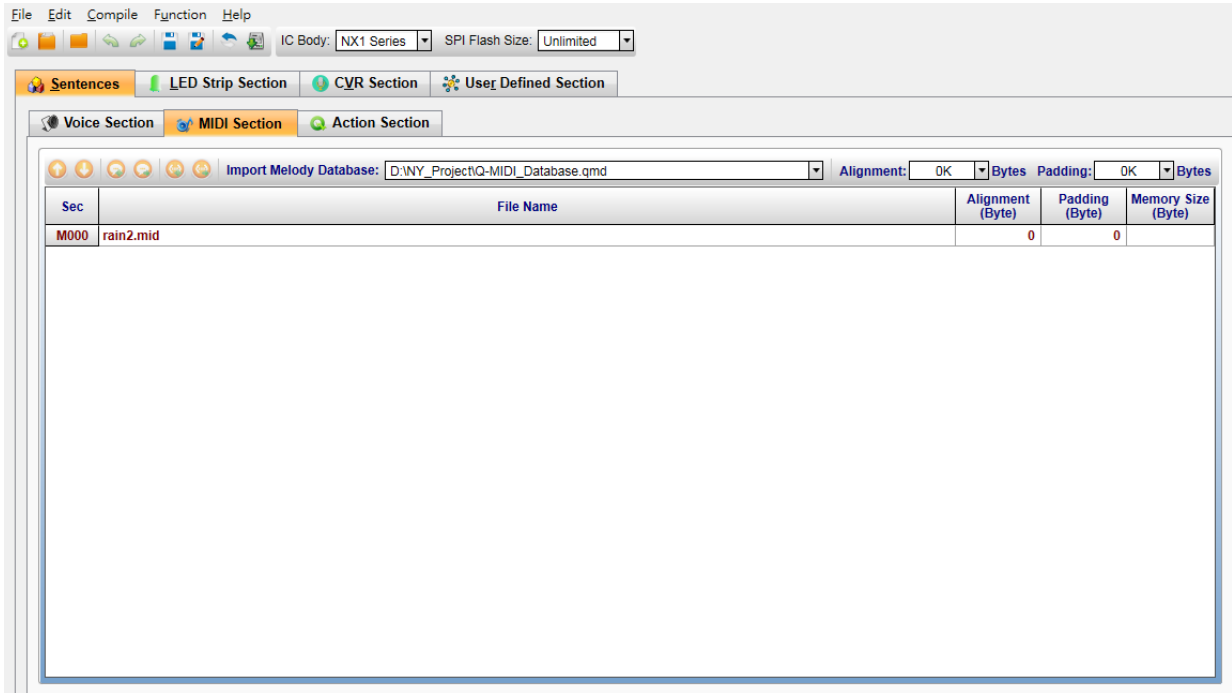 File Edit Compile Function Help
IC Body: NX1 Series SPI Flash Size: Unlimited
Sentences LED Strip Section CVR Section User Defined Section
Voice Section MIDI Section Action Section
Import Melody Database: D:\NY_Project\Q-MIDI_Database.qmd Alignment: 0K Bytes Padding: 0K Bytes
Sec File Name Alignment (Byte) Padding (Byte) Memory Size (Byte)
M000 rain2.mid 0 0